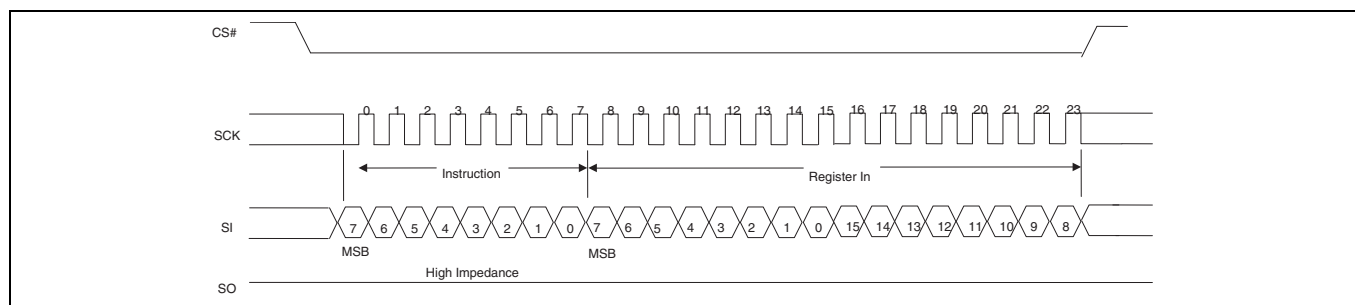 CS#
0 1 2 3 4 5 6 7 8 9 10 11 12 13 14 15 16 17 18 19 20 21 22 23
SCK
Instruction Register In
SI 7 6 5 4 3 2 1 0 7 6 5 4 3 2 1 0 15 14 13 12 11 10 9 8
MSB MSB
High Impedance
SO